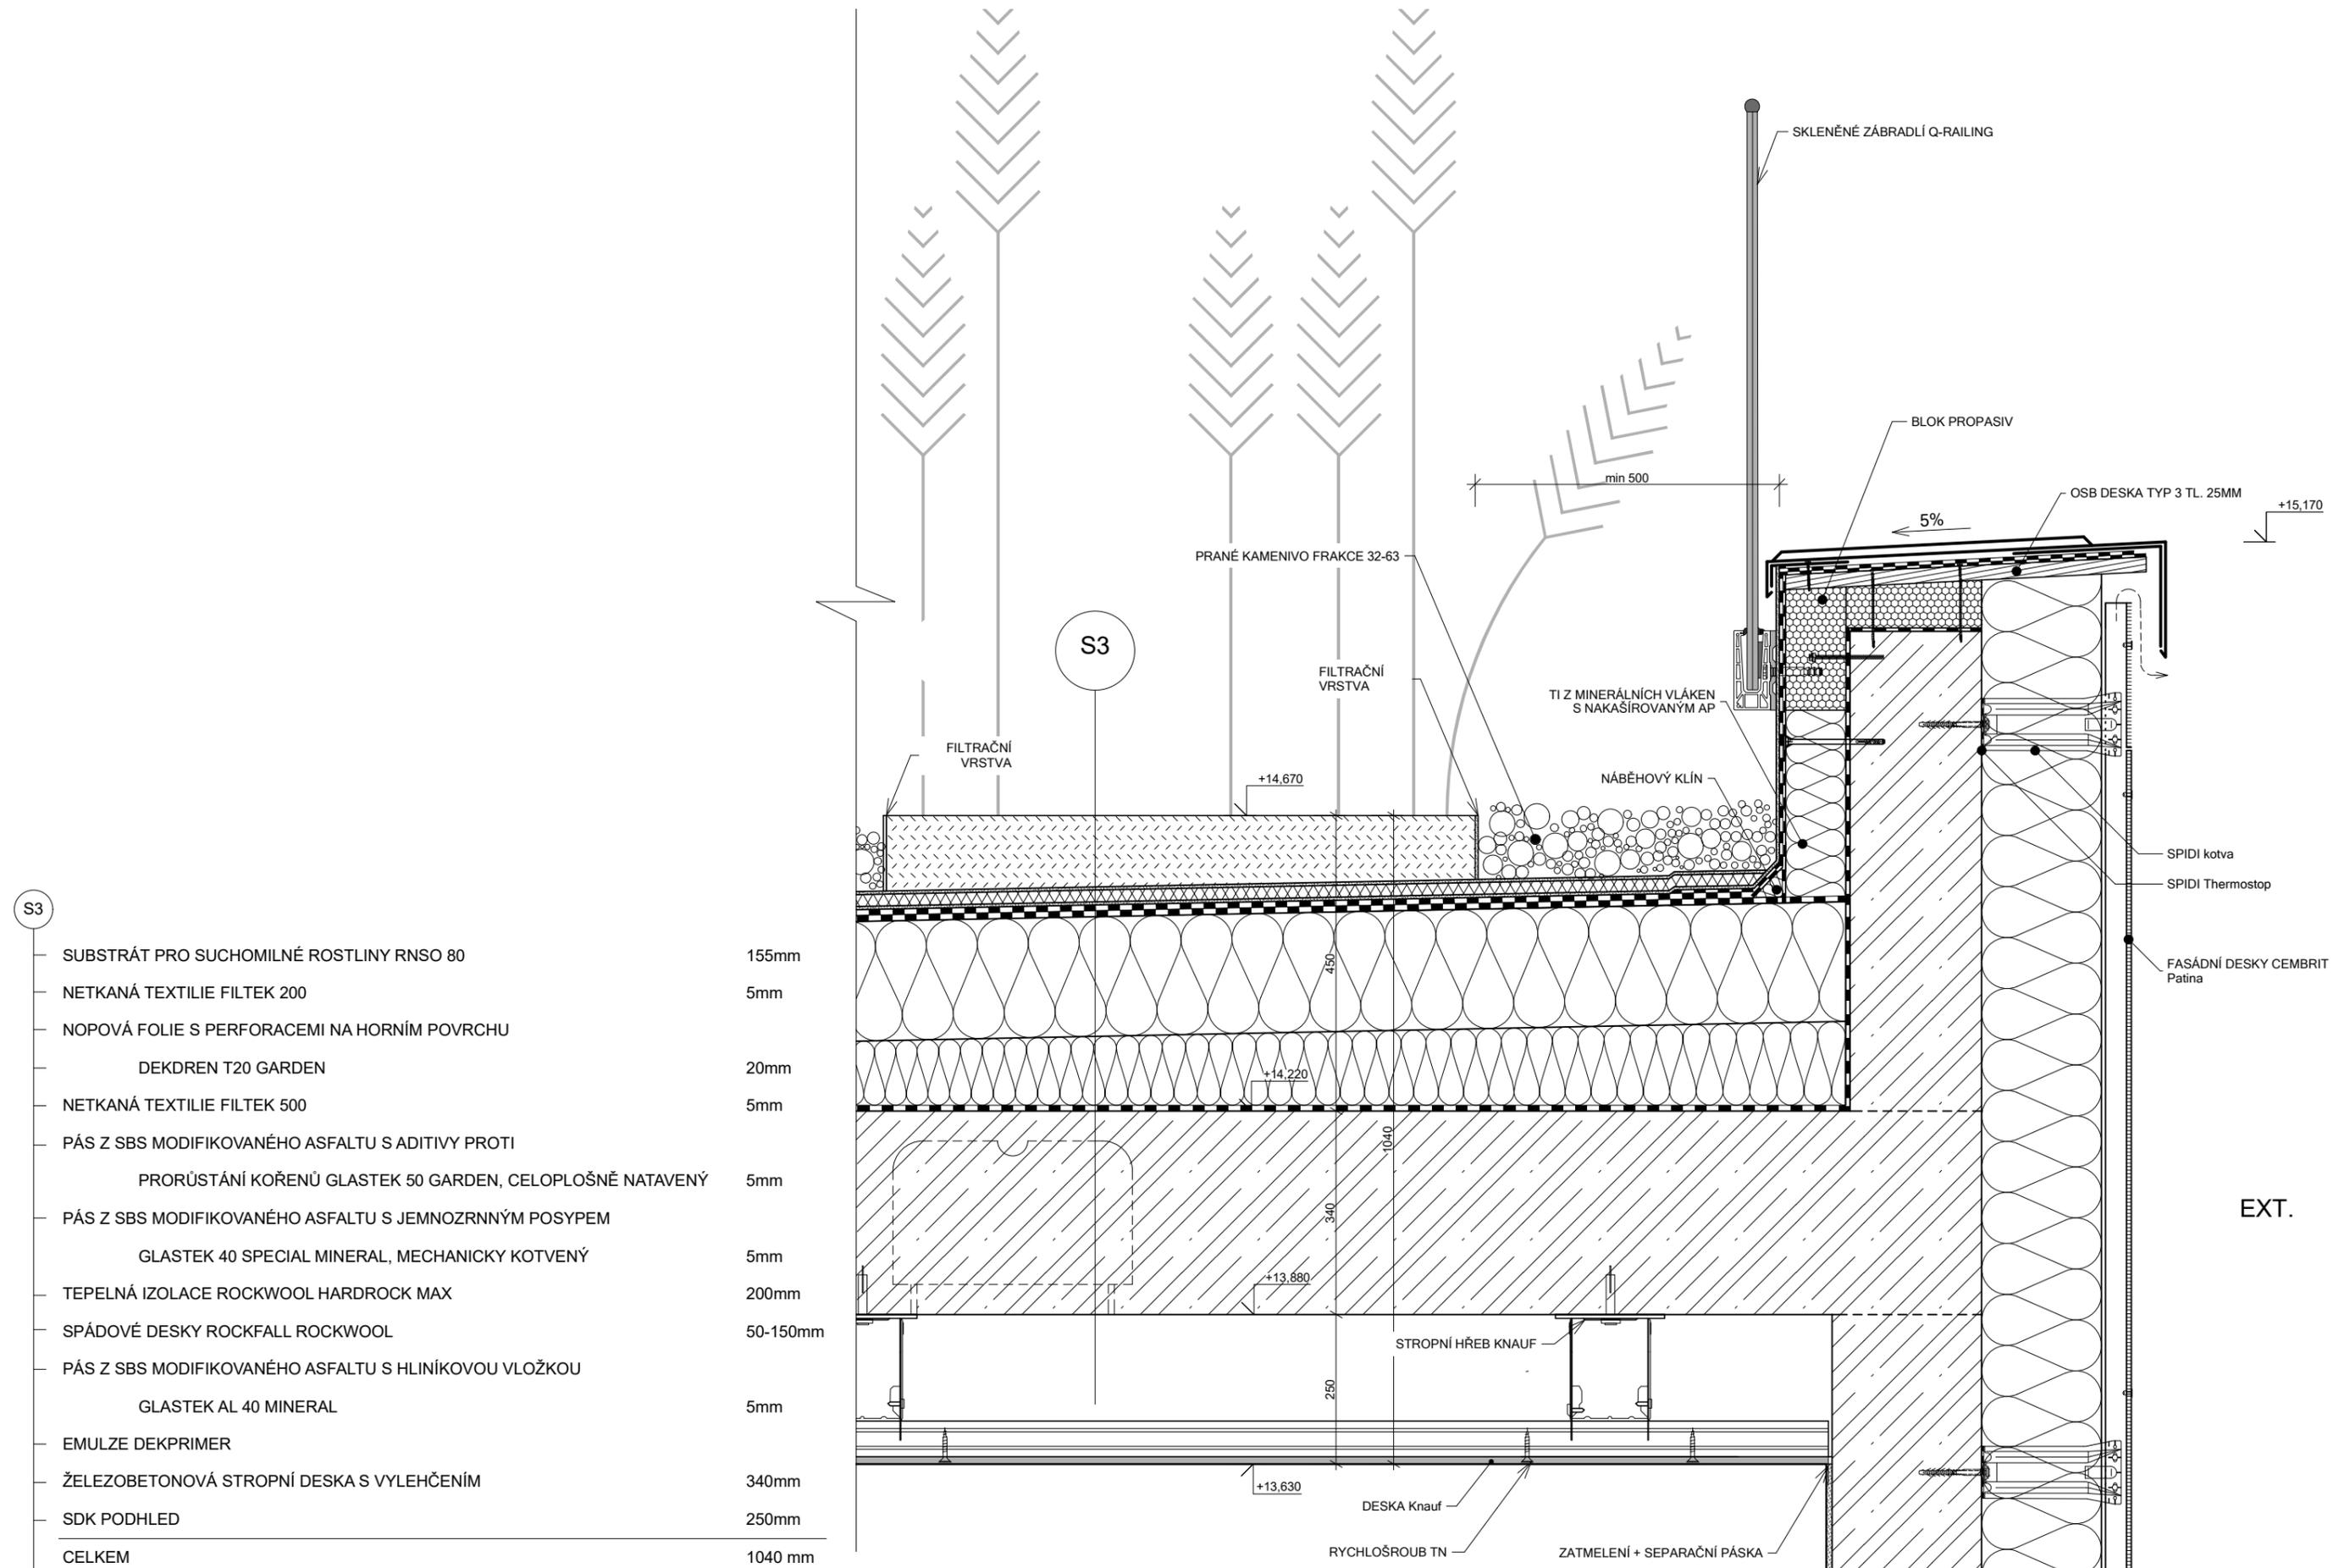 SKLENĚNÉ ZÁBRADLÍ Q-RAILING
BLOK PROPASIV
min 500
OSB DESKA TYP 3 TL. 25MM
+15,170
5%
PRANÉ KAMENIVO FRAKCE 32-63
S3
FILTRAČNÍ
VRSTVA
TI Z MINERÁLNÍCH VLÁKEN
S NAKAŠÍROVANÝM AP
FILTRAČNÍ
VRSTVA
+14,670
NÁBĚHOVÝ KLÍN
SPIDI kotva
SPIDI Thermostop
FASÁDNÍ DESKY CEMBRIT
Patina
450
+14,220
1040
340
EXT.
+13,880
STROPNÍ HŘEB KNAUF
250
+13,630
DESKA Knauf
RYCHLOŠROUB TN
ZATMELENÍ + SEPARAČNÍ PÁSKA
S3
SUBSTRÁT PRO SUCHOMILNÉ ROSTLINY RNSO 80 155mm
NETKANÁ TEXTILIE FILTEK 200 5mm
NOPOVÁ FOLIE S PERFORACEMI NA HORNÍM POVRCHU
DEKDREN T20 GARDEN 20mm
NETKANÁ TEXTILIE FILTEK 500 5mm
PÁS Z SBS MODIFIKOVANÉHO ASFALTU S ADITIVY PROTI
PRORŮSTÁNÍ KOŘENŮ GLASTEK 50 GARDEN, CELOPLOŠNĚ NATAVENÝ 5mm
PÁS Z SBS MODIFIKOVANÉHO ASFALTU S JEMNOZRNNÝM POSYPEM
GLASTEK 40 SPECIAL MINERAL, MECHANICKY KOTVENÝ 5mm
TEPELNÁ IZOLACE ROCKWOOL HARDROCK MAX 200mm
SPÁDOVÉ DESKY ROCKFALL ROCKWOOL 50-150mm
PÁS Z SBS MODIFIKOVANÉHO ASFALTU S HLINÍKOVOU VLOŽKOU
GLASTEK AL 40 MINERAL 5mm
EMULZE DEKPRIMER
ŽELEZOBETONOVÁ STROPNÍ DESKA S VYLEHČENÍM 340mm
SDK PODHLED 250mm
CELKEM 1040 mm